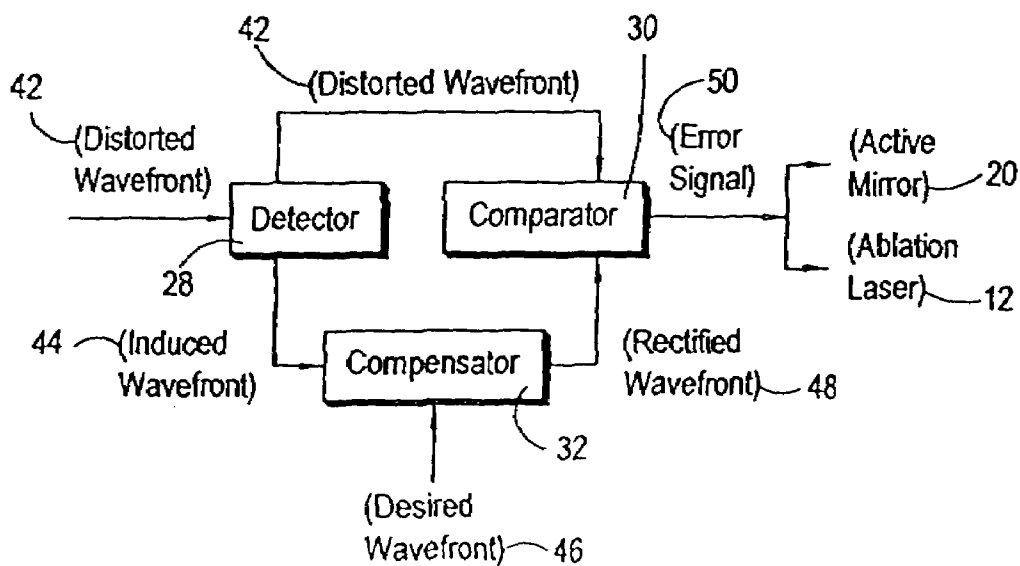 30
42
(Distorted Wavefront)
50
42
(Distorted
Wavefront)
(Error
Signal)
(Active
Mirror) 20
Detector
Comparator
28
(Ablation
Laser) 12
44 (Induced
Wavefront)
Compensator
(Rectified
Wavefront) 48
32
(Desired
Wavefront) 46